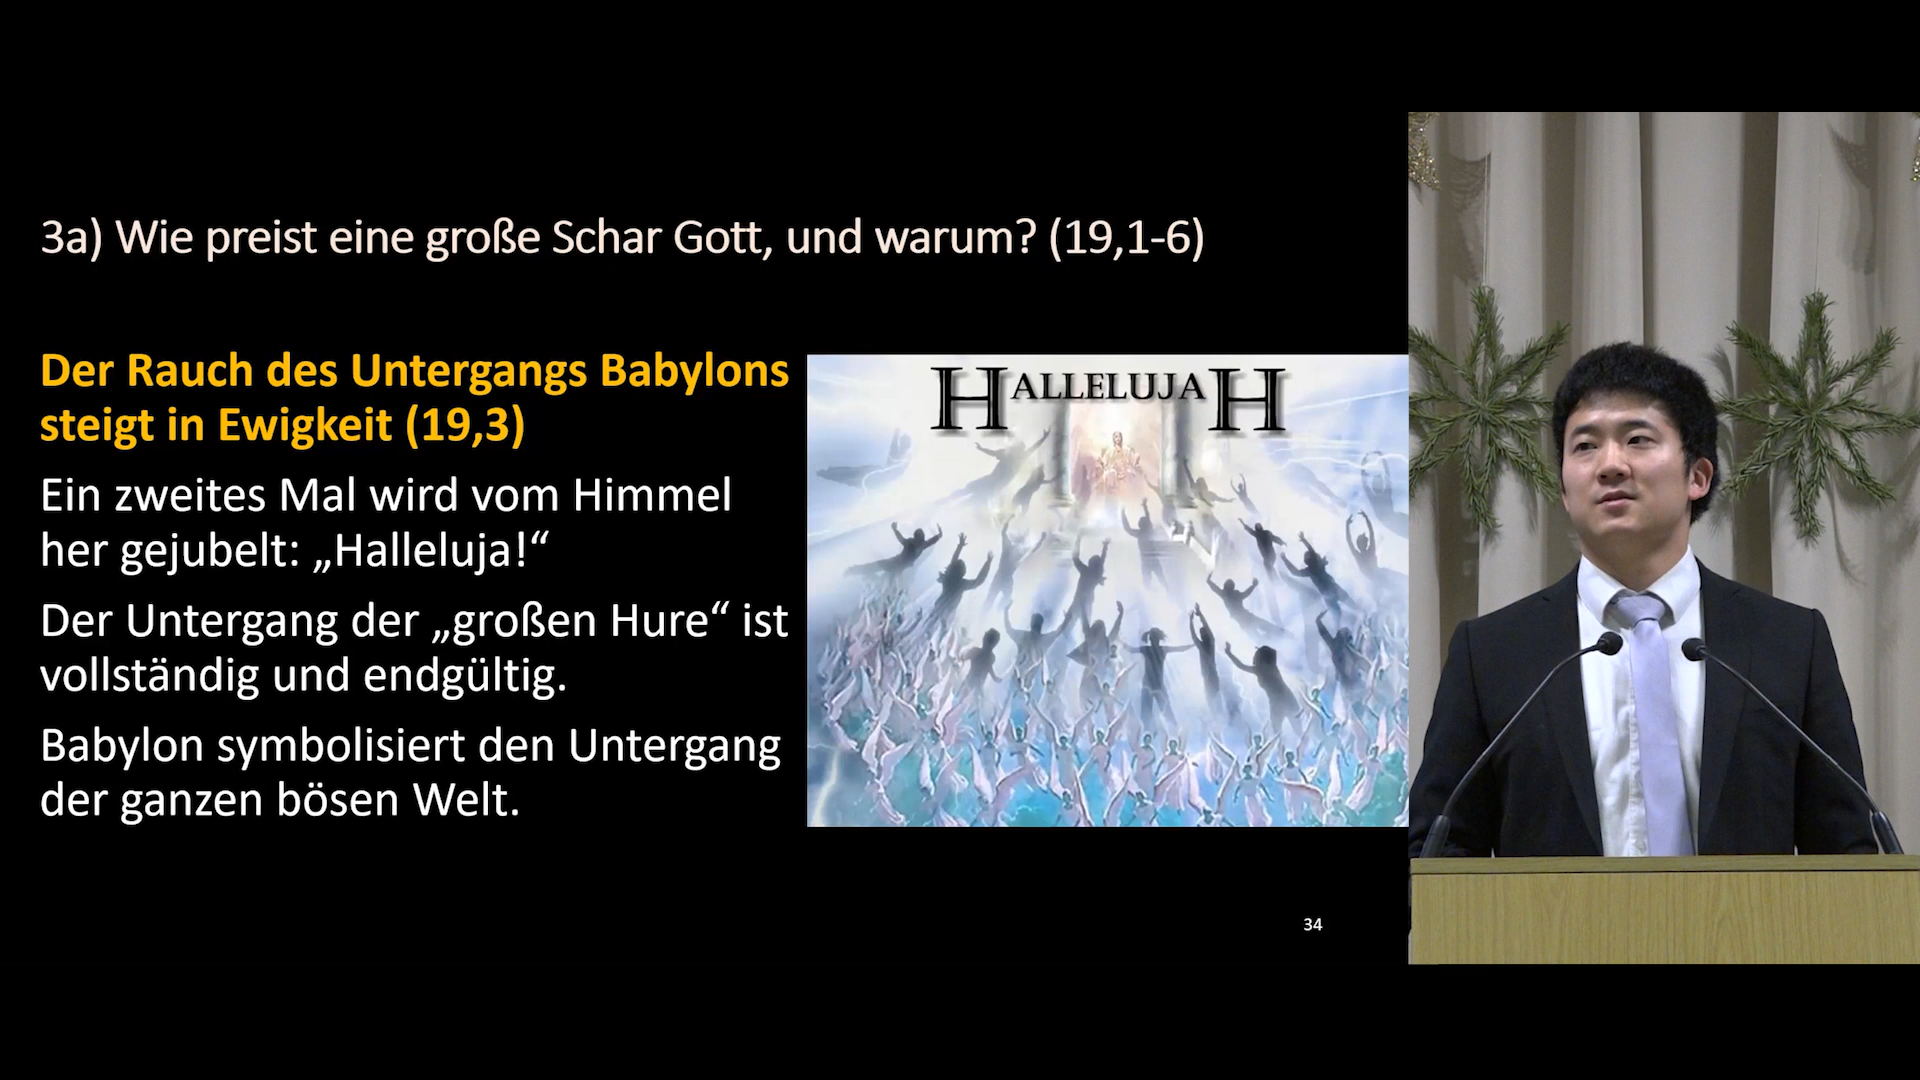 3a) Wie preist eine große Schar Gott, und warum? (19,1-6)
Der Rauch des Untergangs Babylons
steigt in Ewigkeit (19,3)
Ein zweites Mal wird vom Himmel
her gejubelt: „Halleluja!“
Der Untergang der „großen Hure“ ist
vollständig und endgültig.
Babylon symbolisiert den Untergang
der ganzen bösen Welt.
HALLELUJAH
34